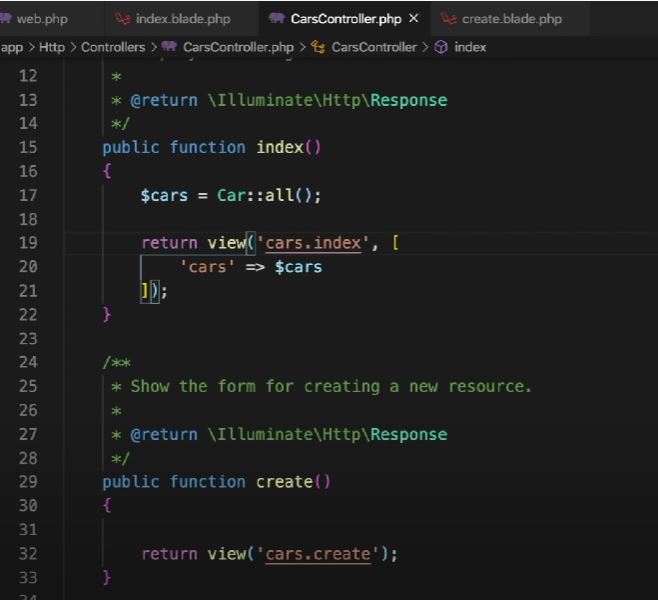 web.php index.blade.php CarsController.php × create.blade.php
app > Http > Controllers > CarsController.php > CarsController > index
12 *
13 * @return \Illuminate\Http\Response
14 */
15 public function index()
16 {
17 $cars = Car::all();
18
19 return view('cars.index', [
20 'cars' => $cars
21 ]);
22 }
23
24 /**
25 * Show the form for creating a new resource.
26 *
27 * @return \Illuminate\Http\Response
28 */
29 public function create()
30 {
31
32 return view('cars.create');
33 }